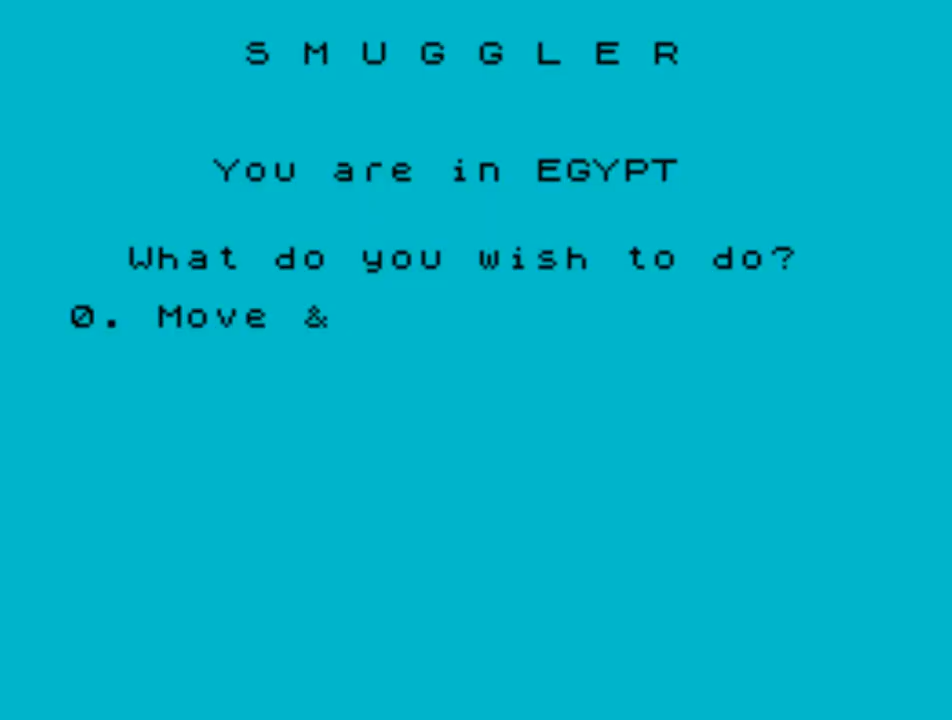 S M U G G L E R
You are in EGYPT
What do you wish to do?
0. Move &